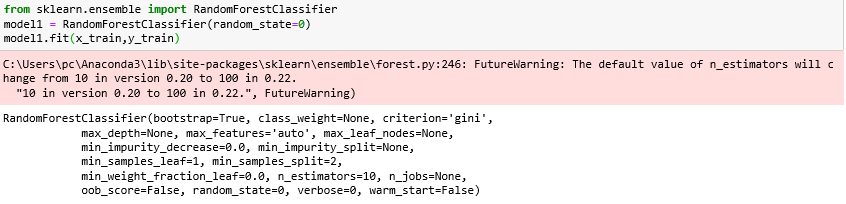 from sklearn.ensemble import RandomForestClassifier
model1 = RandomForestClassifier(random_state=0)
model1.fit(x_train,y_train)
C:\Users\pc\Anaconda3\lib\site-packages\sklearn\ensemble\forest.py:246: FutureWarning: The default value of n_estimators will c
hange from 10 in version 0.20 to 100 in 0.22.
  "10 in version 0.20 to 100 in 0.22.", FutureWarning)
RandomForestClassifier(bootstrap=True, class_weight=None, criterion='gini',
            max_depth=None, max_features='auto', max_leaf_nodes=None,
            min_impurity_decrease=0.0, min_impurity_split=None,
            min_samples_leaf=1, min_samples_split=2,
            min_weight_fraction_leaf=0.0, n_estimators=10, n_jobs=None,
            oob_score=False, random_state=0, verbose=0, warm_start=False)